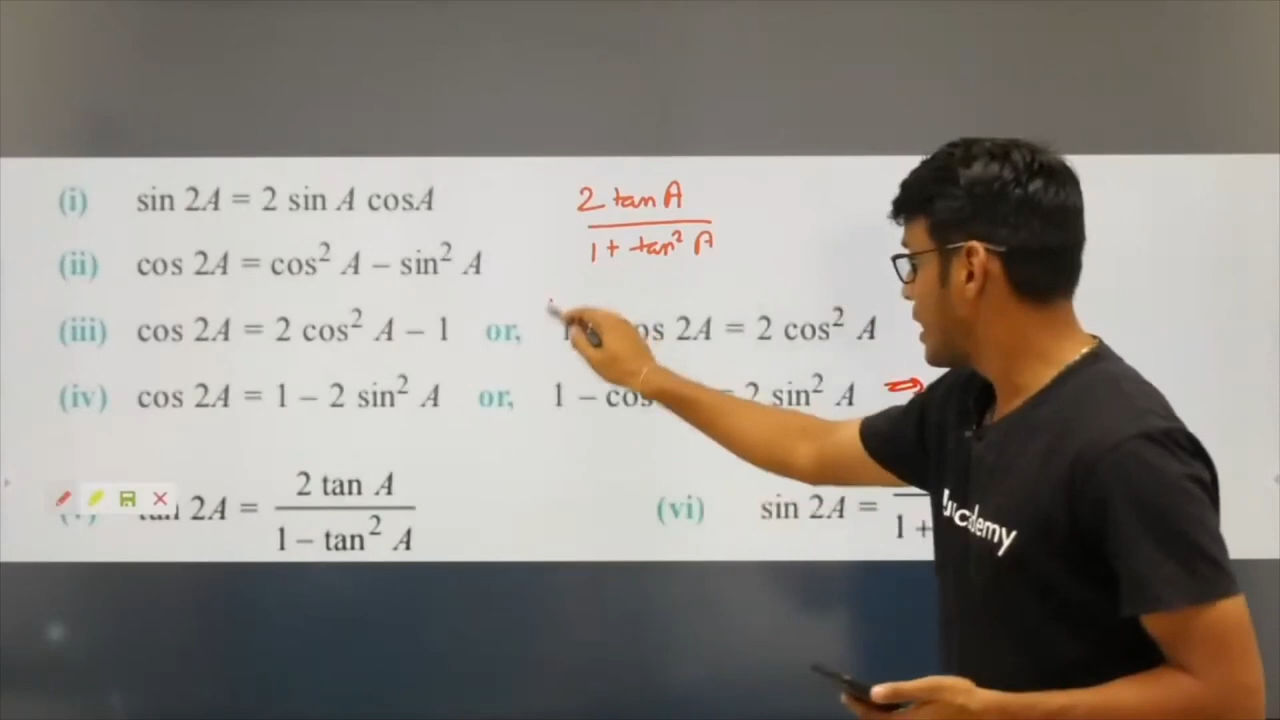 (i) sin 2A = 2 sin A cosA
2 tan A
1 + tan² A
(ii) cos 2A = cos² A – sin² A
(iii) cos 2A = 2 cos² A – 1 or, os 2A = 2 cos² A
(iv) cos 2A = 1 – 2 sin² A or, 1 – cos = 2 sin² A
2A = 2 tan A
1 – tan² A
(vi) sin 2A =
1 +